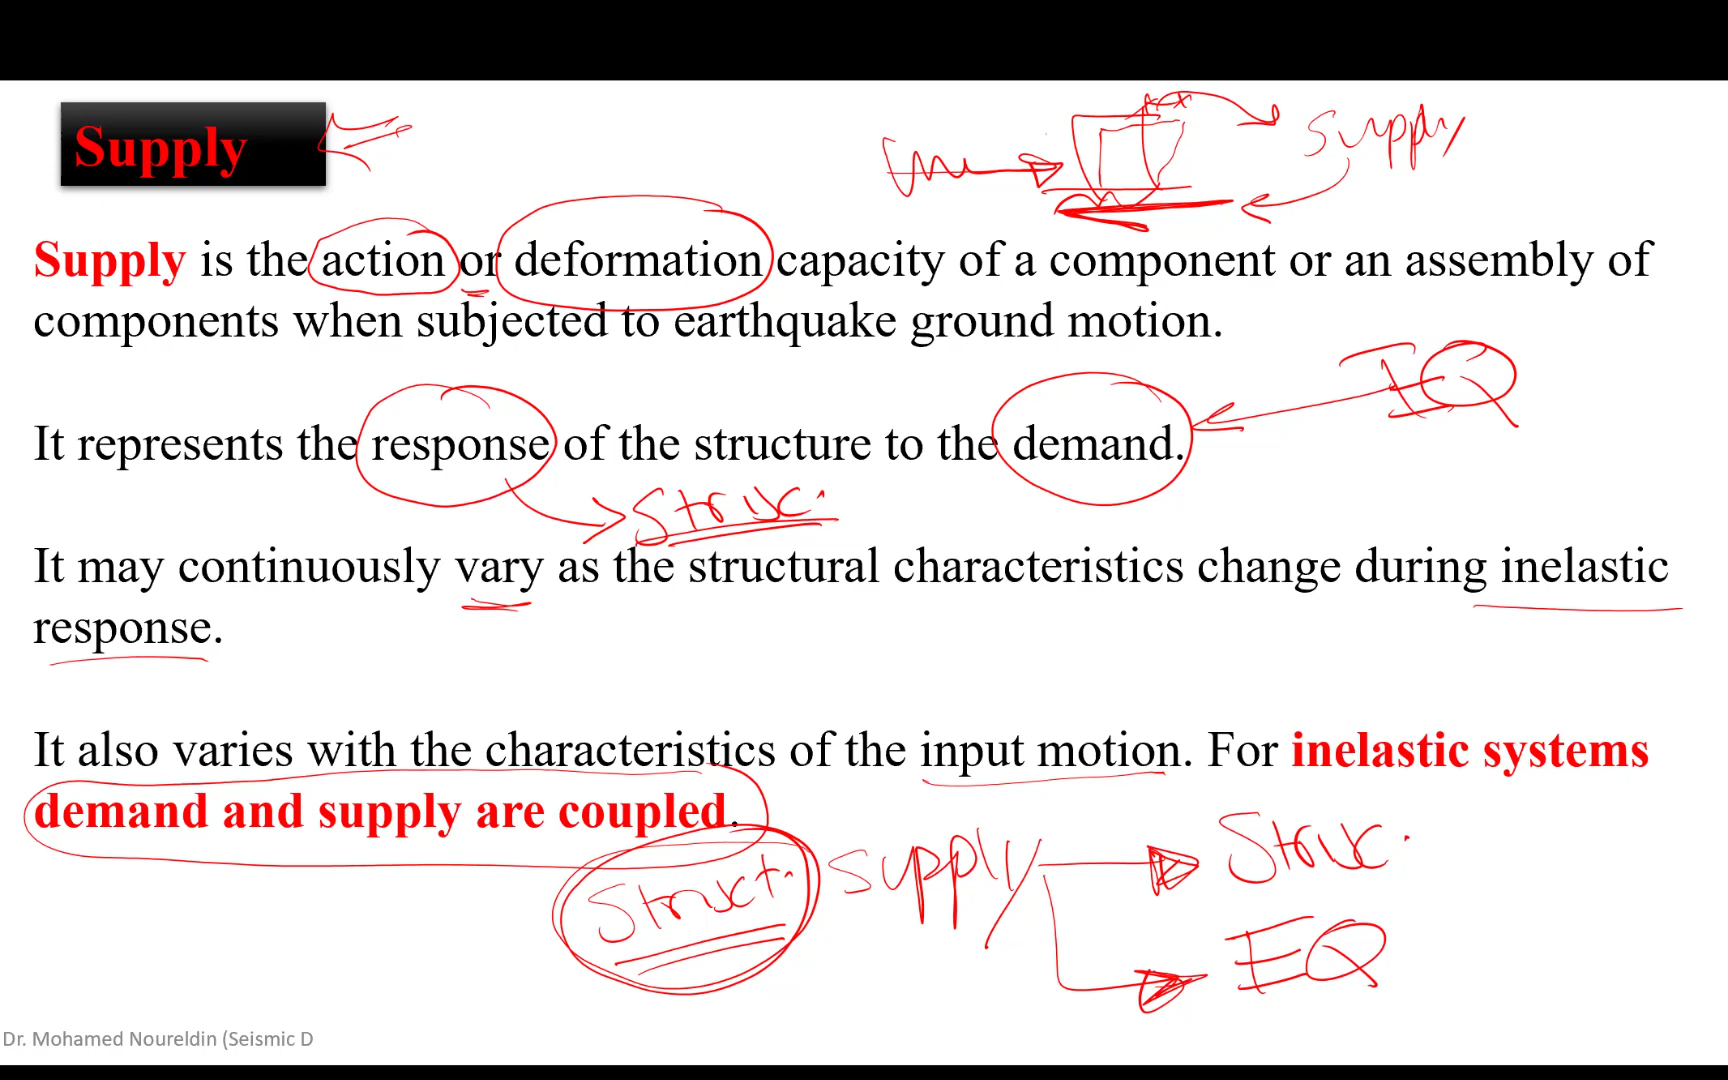 Supply
Supply
Supply is the action or deformation capacity of a component or an assembly of
components when subjected to earthquake ground motion.
EQ
It represents the response of the structure to the demand.
Struc.
It may continuously vary as the structural characteristics change during inelastic
response.
It also varies with the characteristics of the input motion. For inelastic systems
demand and supply are coupled.
Struct. Supply Struc.
EQ
Dr. Mohamed Noureldin (Seismic D